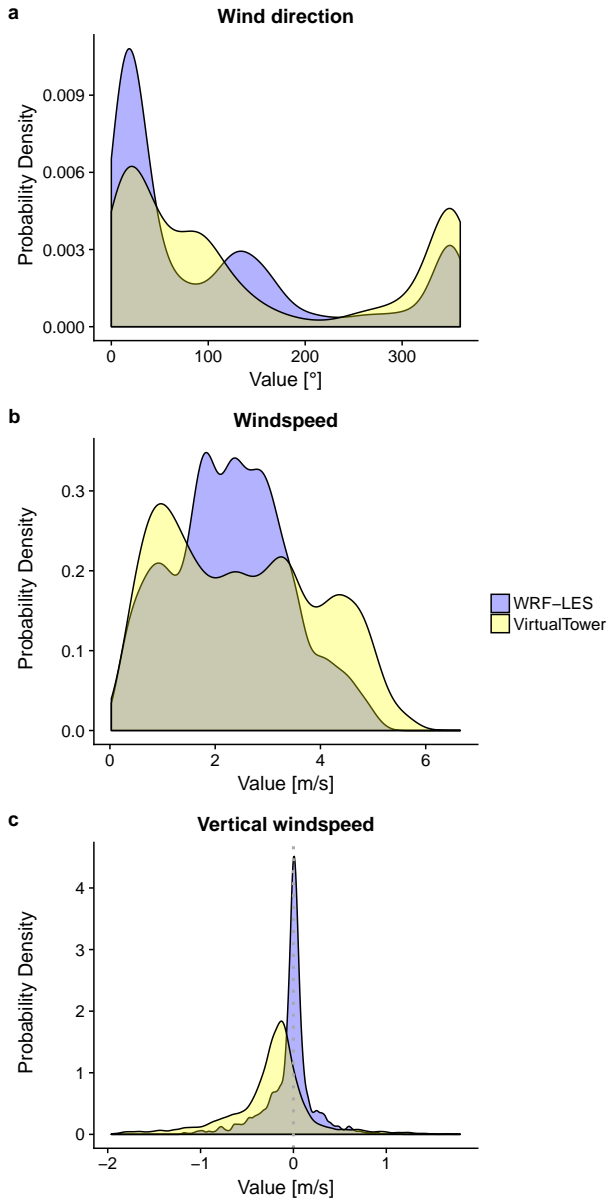 a
Wind direction
Probability Density
0.009
0.006
0.003
0.000
0 100 200 300
Value [°]
b
Windspeed
Probability Density
0.3
0.2
0.1
0.0
0 2 4 6
Value [m/s]
WRF−LES
VirtualTower
c
Vertical windspeed
Probability Density
4
3
2
1
0
−2 −1 0 1
Value [m/s]